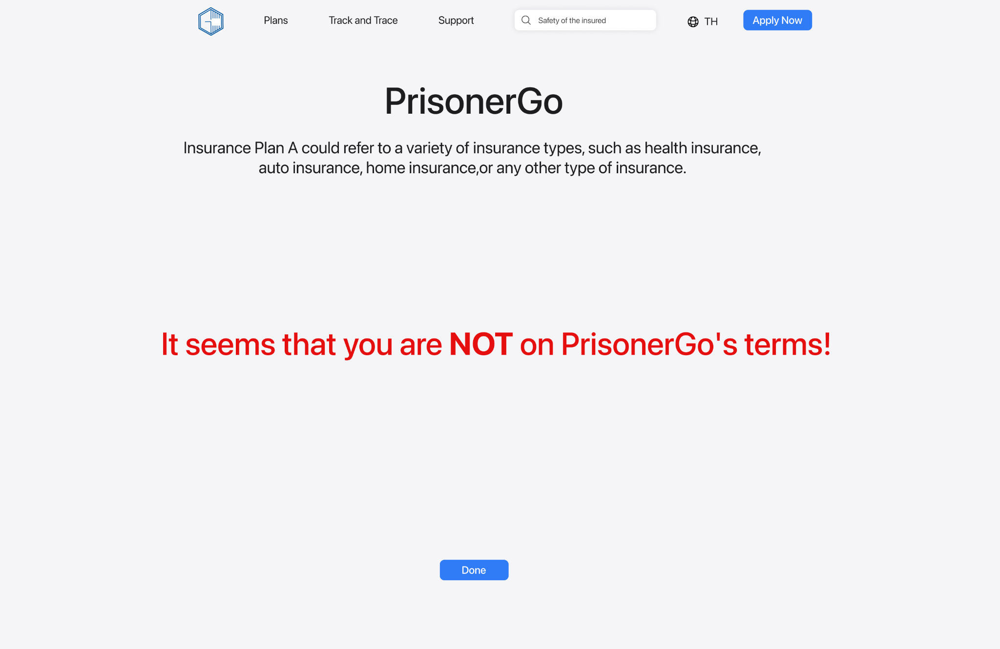 Plans
Track and Trace
Support
Safety of the insured
TH
Apply Now
PrisonerGo
Insurance Plan A could refer to a variety of insurance types, such as health insurance,
auto insurance, home insurance,or any other type of insurance.
It seems that you are NOT on PrisonerGo's terms!
Done